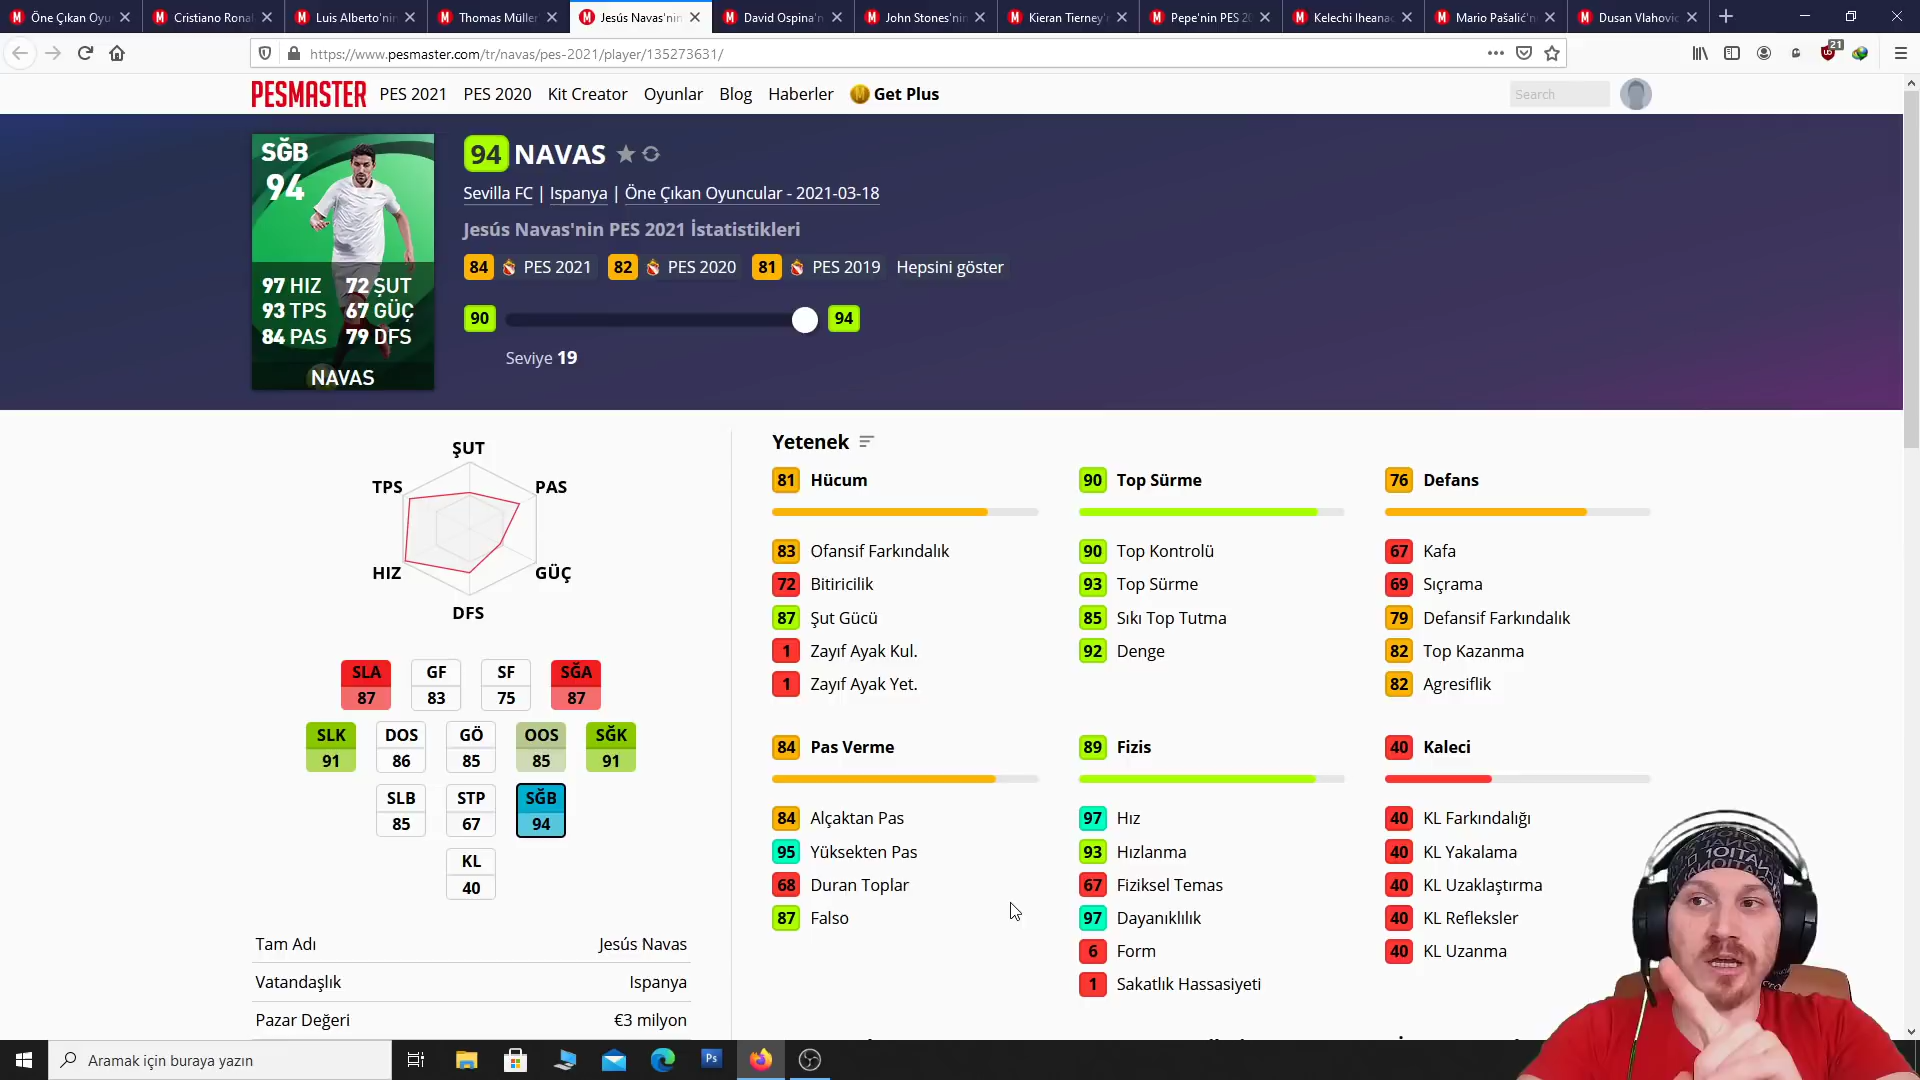 Öne Çıkan Oyu
Cristiano Rona
Luis Alberto'nin
Thomas Müller
Jesús Navas'nin
David Ospina'n
John Stones'nin
Kieran Tierney'
Pepe'nin PES 20
Kelechi Iheanac
Mario Pašalić'n
Dusan Vlahovic
https://www.pesmaster.com/tr/navas/pes-2021/player/135273631/
21
PESMASTER
PES 2021
PES 2020
Kit Creator
Oyunlar
Blog
Haberler
Get Plus
Search
SĞB
94
97 HIZ 72 ŞUT
93 TPS 67 GÜÇ
84 PAS 79 DFS
NAVAS
94 NAVAS
Sevilla FC | Ispanya | Öne Çıkan Oyuncular - 2021-03-18
Jesús Navas'nin PES 2021 İstatistikleri
84 PES 2021 82 PES 2020 81 PES 2019 Hepsini göster
90 94
Seviye 19
ŞUT
TPS PAS
HIZ GÜÇ
DFS
SLA GF SF SĞA
87 83 75 87
SLK DOS GÖ OOS SĞK
91 86 85 85 91
SLB STP SĞB
85 67 94
KL
40
Tam Adı Jesús Navas
Vatandaşlık Ispanya
Pazar Değeri €3 milyon
Yetenek
81 Hücum
83 Ofansif Farkındalık
72 Bitiricilik
87 Şut Gücü
1 Zayıf Ayak Kul.
1 Zayıf Ayak Yet.
90 Top Sürme
90 Top Kontrolü
93 Top Sürme
85 Sıkı Top Tutma
92 Denge
76 Defans
67 Kafa
69 Sıçrama
79 Defansif Farkındalık
82 Top Kazanma
82 Agresiflik
84 Pas Verme
84 Alçaktan Pas
95 Yüksekten Pas
68 Duran Toplar
87 Falso
89 Fizis
97 Hız
93 Hızlanma
67 Fiziksel Temas
97 Dayanıklılık
6 Form
1 Sakatlık Hassasiyeti
40 Kaleci
40 KL Farkındalığı
40 KL Yakalama
40 KL Uzaklaştırma
40 KL Refleksler
40 KL Uzanma
Aramak için buraya yazın
Ps